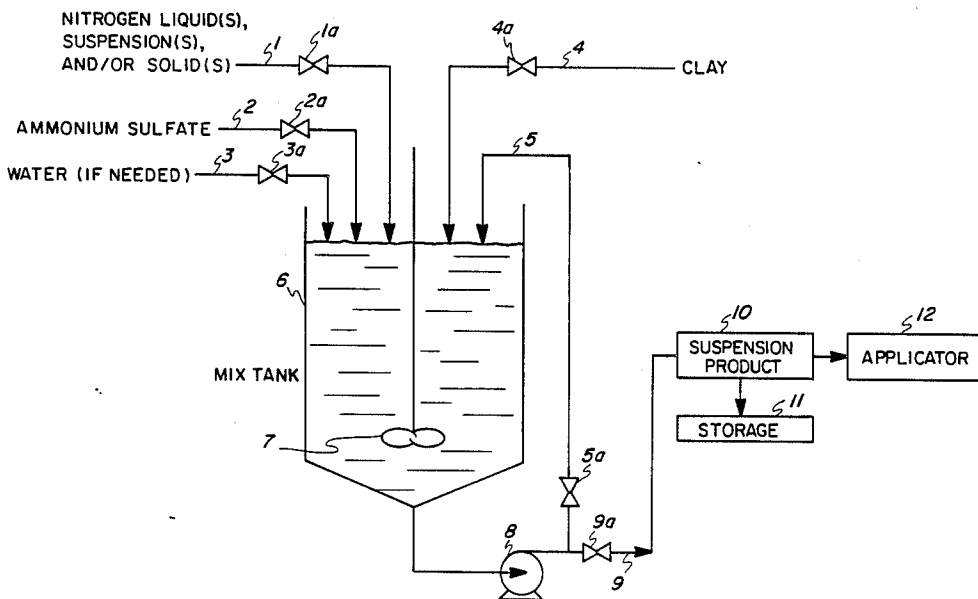 NITROGEN LIQUID(S),
SUSPENSION(S),
AND/OR SOLID(S)
1
1a
4a
4
CLAY
AMMONIUM SULFATE
2
2a
5
WATER (IF NEEDED)
3
3a
6
10
12
SUSPENSION
PRODUCT
APPLICATOR
MIX TANK
11
STORAGE
7
5a
8
9a
9